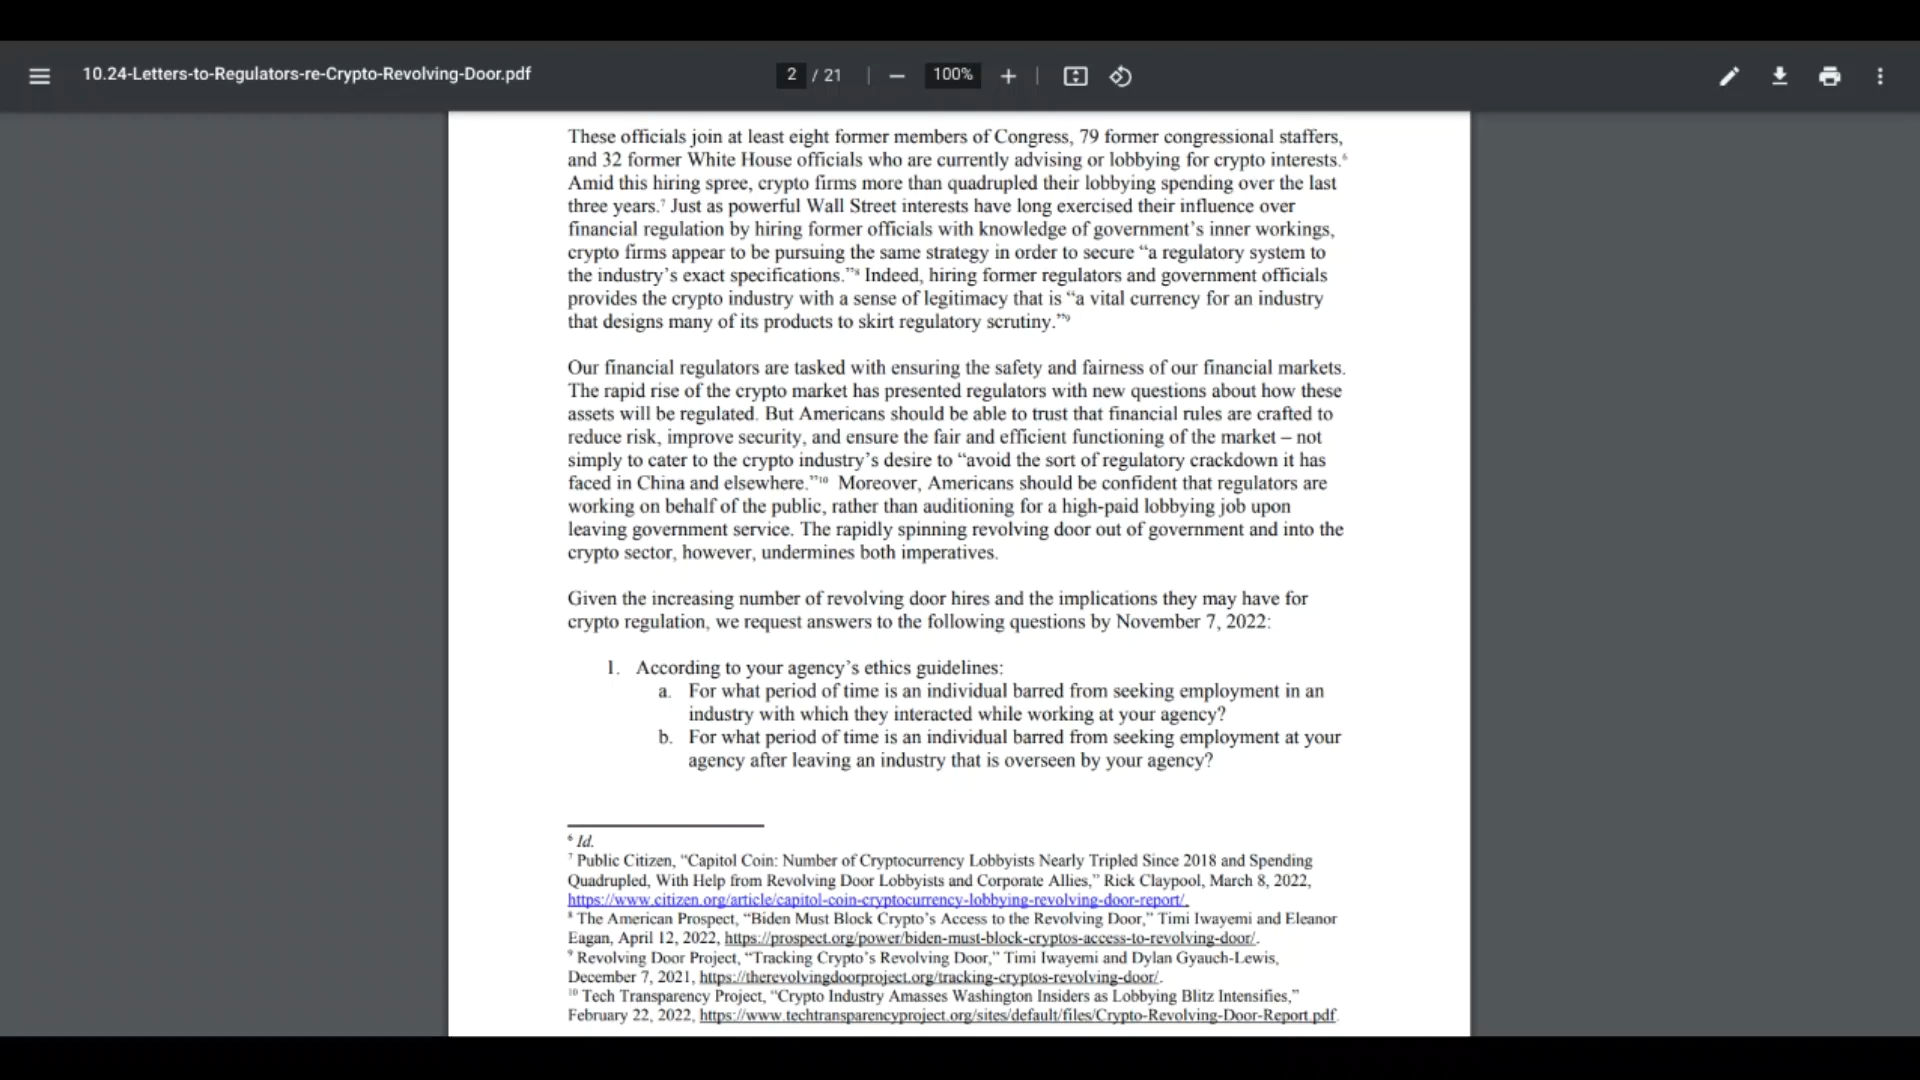 10.24-Letters-to-Regulators-re-Crypto-Revolving-Door.pdf
2 / 21
100%
These officials join at least eight former members of Congress, 79 former congressional staffers,
and 32 former White House officials who are currently advising or lobbying for crypto interests.⁶
Amid this hiring spree, crypto firms more than quadrupled their lobbying spending over the last
three years.⁷ Just as powerful Wall Street interests have long exercised their influence over
financial regulation by hiring former officials with knowledge of government’s inner workings,
crypto firms appear to be pursuing the same strategy in order to secure “a regulatory system to
the industry’s exact specifications.”⁸ Indeed, hiring former regulators and government officials
provides the crypto industry with a sense of legitimacy that is “a vital currency for an industry
that designs many of its products to skirt regulatory scrutiny.”⁹
Our financial regulators are tasked with ensuring the safety and fairness of our financial markets.
The rapid rise of the crypto market has presented regulators with new questions about how these
assets will be regulated. But Americans should be able to trust that financial rules are crafted to
reduce risk, improve security, and ensure the fair and efficient functioning of the market – not
simply to cater to the crypto industry’s desire to “avoid the sort of regulatory crackdown it has
faced in China and elsewhere.”¹⁰ Moreover, Americans should be confident that regulators are
working on behalf of the public, rather than auditioning for a high-paid lobbying job upon
leaving government service. The rapidly spinning revolving door out of government and into the
crypto sector, however, undermines both imperatives.
Given the increasing number of revolving door hires and the implications they may have for
crypto regulation, we request answers to the following questions by November 7, 2022:
1. According to your agency’s ethics guidelines:
a. For what period of time is an individual barred from seeking employment in an
industry with which they interacted while working at your agency?
b. For what period of time is an individual barred from seeking employment at your
agency after leaving an industry that is overseen by your agency?
⁶ Id.
⁷ Public Citizen, “Capitol Coin: Number of Cryptocurrency Lobbyists Nearly Tripled Since 2018 and Spending
Quadrupled, With Help from Revolving Door Lobbyists and Corporate Allies,” Rick Claypool, March 8, 2022,
https://www.citizen.org/article/capitol-coin-cryptocurrency-lobbying-revolving-door-report/.
⁸ The American Prospect, “Biden Must Block Crypto’s Access to the Revolving Door,” Timi Iwayemi and Eleanor
Eagan, April 12, 2022, https://prospect.org/power/biden-must-block-cryptos-access-to-revolving-door/.
⁹ Revolving Door Project, “Tracking Crypto’s Revolving Door,” Timi Iwayemi and Dylan Gyauch-Lewis,
December 7, 2021, https://therevolvingdoorproject.org/tracking-cryptos-revolving-door/.
¹⁰ Tech Transparency Project, “Crypto Industry Amasses Washington Insiders as Lobbying Blitz Intensifies,”
February 22, 2022, https://www.techtransparencyproject.org/sites/default/files/Crypto-Revolving-Door-Report.pdf.